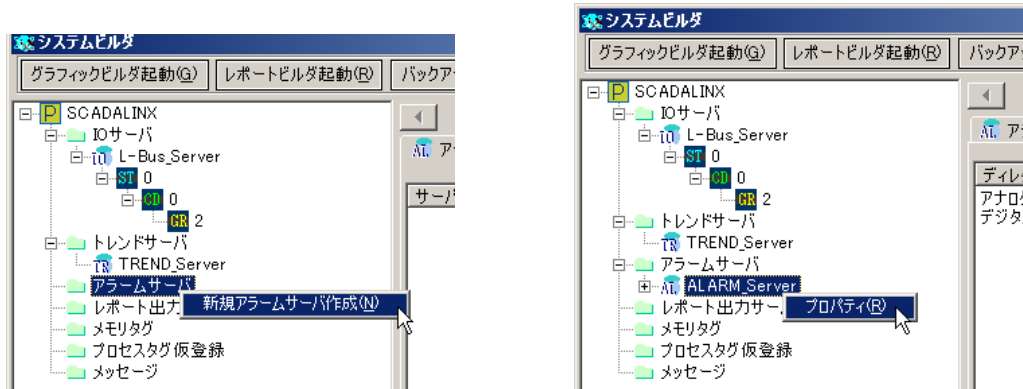 システムビルダ
グラフィックビルダ起動(G)
レポートビルダ起動(R)
バックア
SCADALINX
IOサーバ
L-Bus_Server
ST 0
CD 0
GR 2
トレンドサーバ
TREND_Server
アラームサーバ
新規アラームサーバ作成(N)
レポート出力
メモリタグ
プロセスタグ仮登録
メッセージ
サーバ
システムビルダ
グラフィックビルダ起動(G)
レポートビルダ起動(R)
バックア
SCADALINX
IOサーバ
L-Bus_Server
ST 0
CD 0
GR 2
トレンドサーバ
TREND_Server
アラームサーバ
ALARM_Server
プロパティ(R)
レポート出力サー
メモリタグ
プロセスタグ仮登録
メッセージ
ディレ
アナロ
デジタ